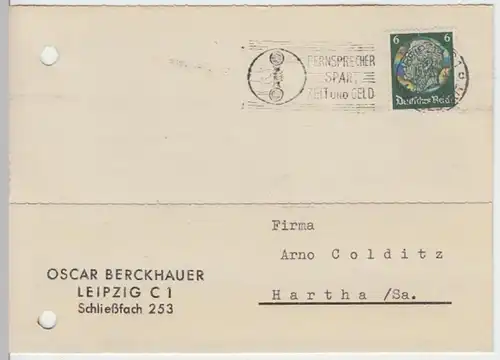 FERNSPRECHER
SPART
ZEIT UND GELD
6 6
Deutsches Reich
Firma
Arno Colditz
Hartha /Sa.
OSCAR BERCKHAUER
LEIPZIG C 1
Schließfach 253